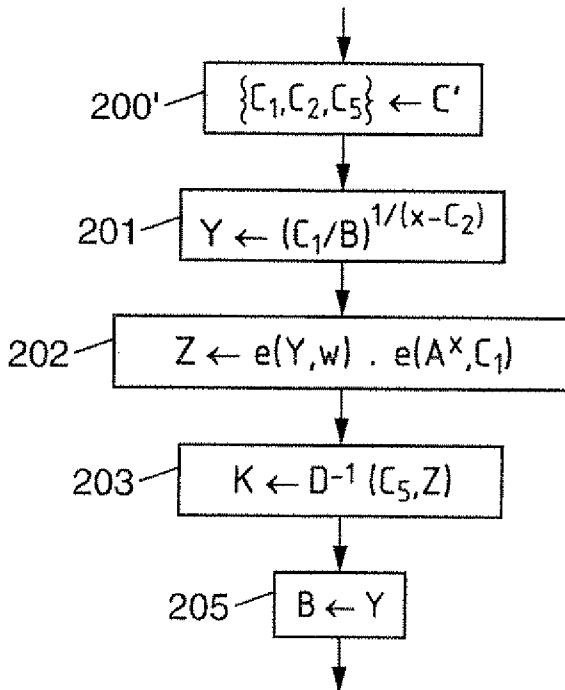 200' {C₁,C₂,C₅} ← C'
201 Y ← (C₁/B)^1/(x−C₂)
202 Z ← e(Y,w) . e(Aˣ,C₁)
203 K ← D⁻¹ (C₅,Z)
205 B ← Y